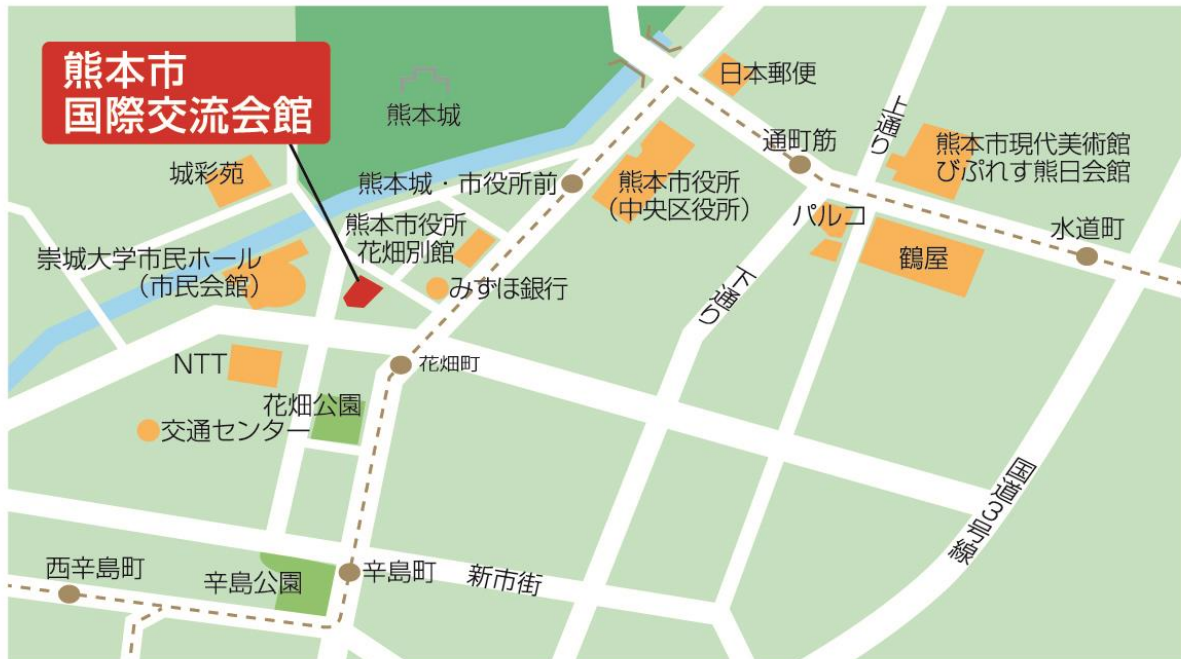 熊本市
国際交流会館
熊本城
日本郵便
上通り
通町筋
熊本市現代美術館
びぷれす熊日会館
城彩苑
熊本城・市役所前
熊本市役所
（中央区役所）
パルコ
水道町
熊本市役所
花畑別館
鶴屋
崇城大学市民ホール
（市民会館）
みずほ銀行
下通り
NTT
花畑町
花畑公園
交通センター
国道3号線
西辛島町
辛島公園
辛島町
新市街